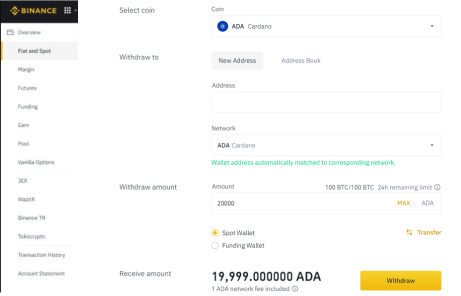 BINANCE
Overview
Fiat and Spot
Margin
Futures
Funding
Earn
Pool
Vanilla Options
JEX
WazirX
Binance TR
Tokocrypto
Transaction History
Account Statement
Select coin
Coin
ADA Cardano
Withdraw to
New Address Address Book
Address
Network
ADA Cardano
Wallet address automatically matched to corresponding network.
Withdraw amount
Amount 100 BTC/100 BTC 24h remaining limit
20000 MAX ADA
Spot Wallet Transfer
Funding Wallet
Receive amount
19,999.000000 ADA
1 ADA network fee included
Withdraw